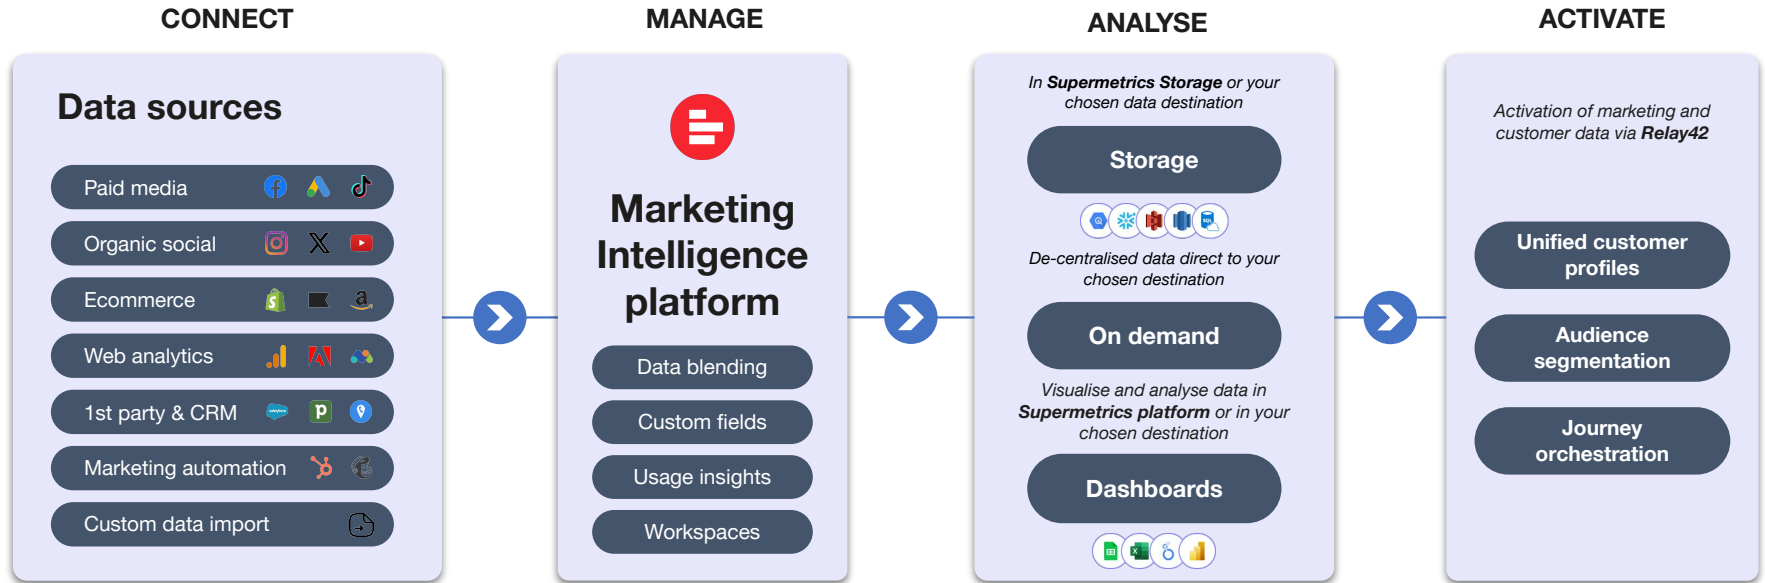 CONNECT
Data sources
Paid media
Organic social
Ecommerce
Web analytics
1st party & CRM
Marketing automation
Custom data import
MANAGE
Marketing
Intelligence
platform
Data blending
Custom fields
Usage insights
Workspaces
ANALYSE
In Supermetrics Storage or your
chosen data destination
Storage
De-centralised data direct to your
chosen destination
On demand
Visualise and analyse data in
Supermetrics platform or in your
chosen destination
Dashboards
ACTIVATE
Activation of marketing and
customer data via Relay42
Unified customer
profiles
Audience
segmentation
Journey
orchestration